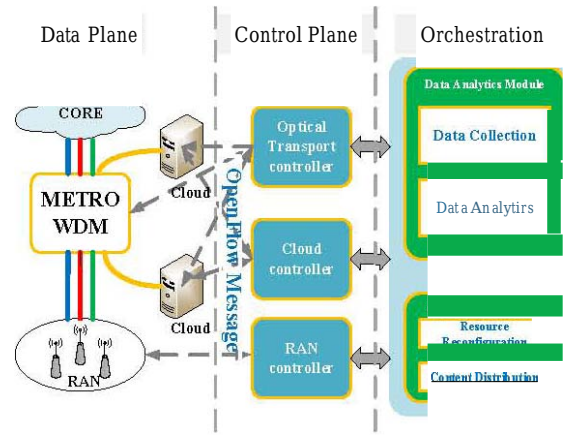 Data Plane
Control Plane
Orchestration
CORE
METRO
WDM
Cloud
Cloud
RAN
OpenFlow Message
Optical
Transport
controller
Cloud
controller
RAN
controller
Data Analytics Module
Data Collection
Data Analytirs
Resource
Reconfiguration
Content Distribution